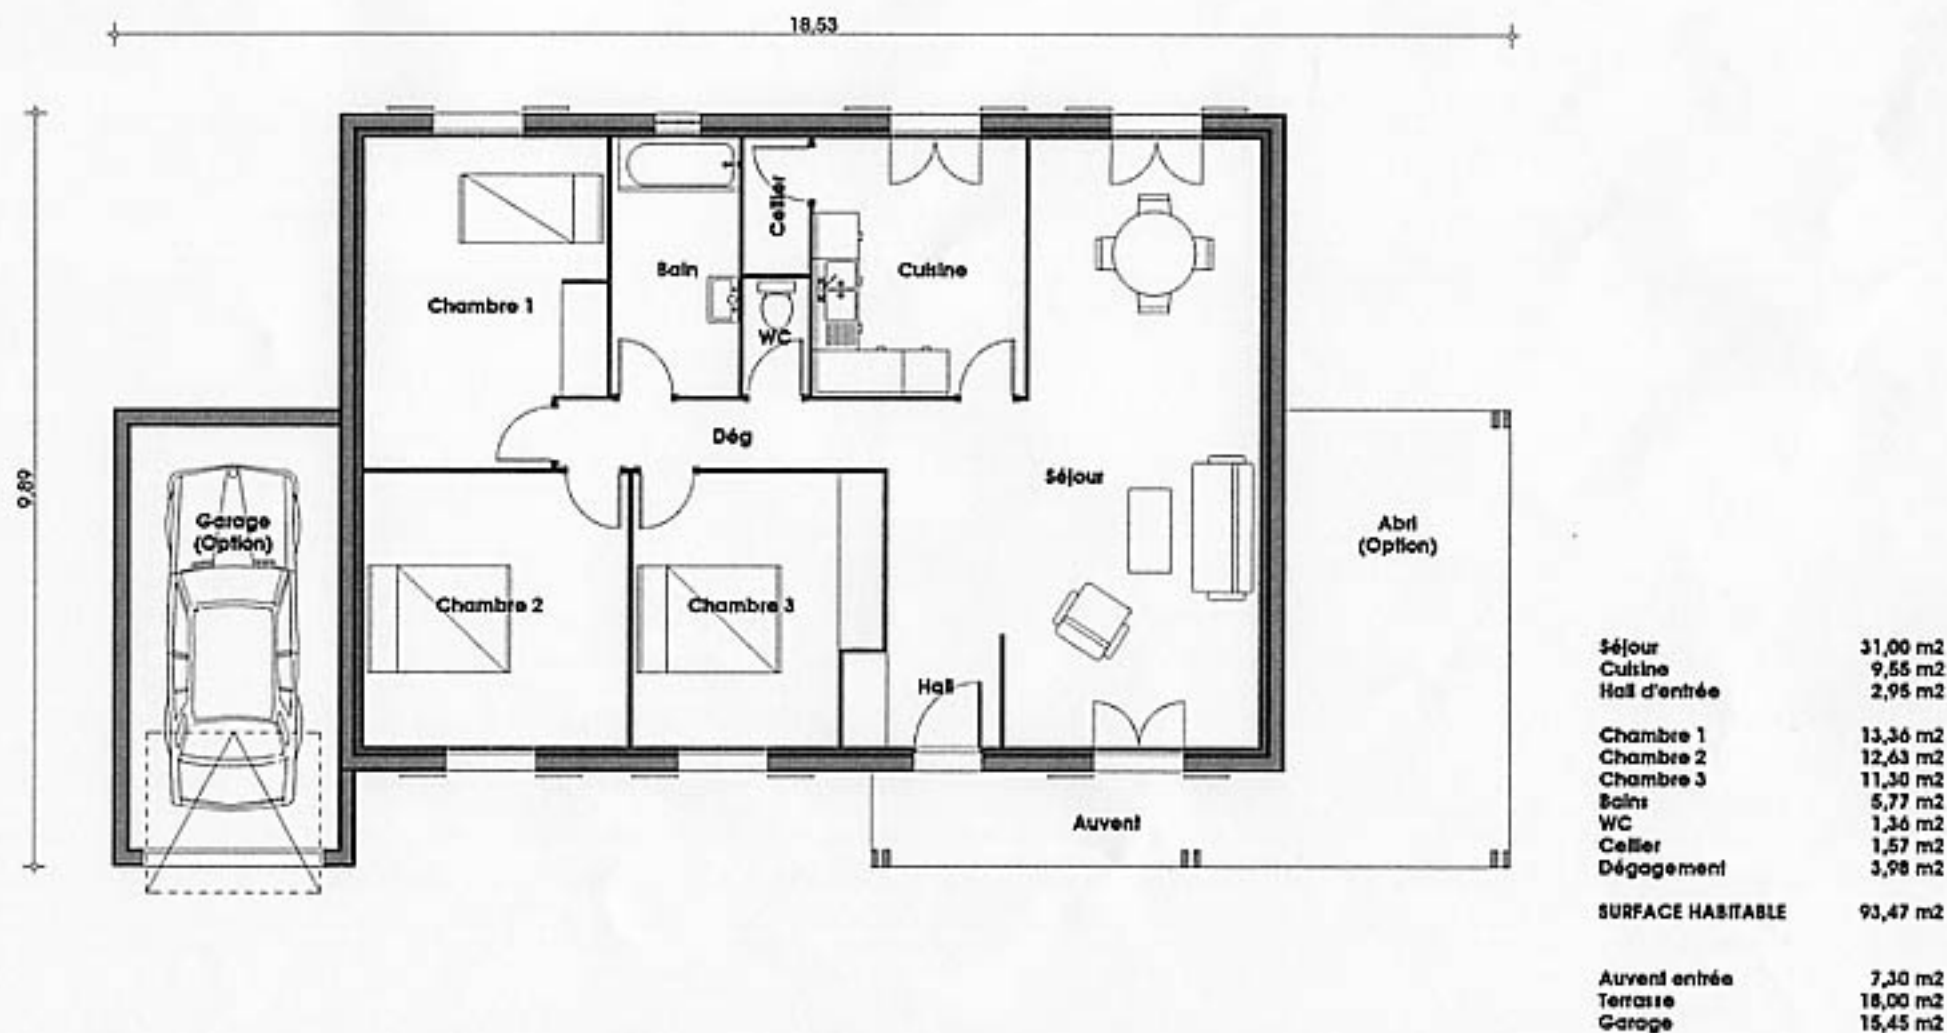 18,53
9,89
Chambre 1
Bain
Cellier
WC
Cuisine
Dég
Séjour
Garage
(Option)
Chambre 2
Chambre 3
Hall
Abri
(Option)
Auvent
Séjour 31,00 m2
Cuisine 9,55 m2
Hall d'entrée 2,95 m2
Chambre 1 13,36 m2
Chambre 2 12,63 m2
Chambre 3 11,30 m2
Bains 5,77 m2
WC 1,36 m2
Cellier 1,57 m2
Dégagement 3,98 m2
SURFACE HABITABLE 93,47 m2
Auvent entrée 7,30 m2
Terrasse 18,00 m2
Garage 15,45 m2